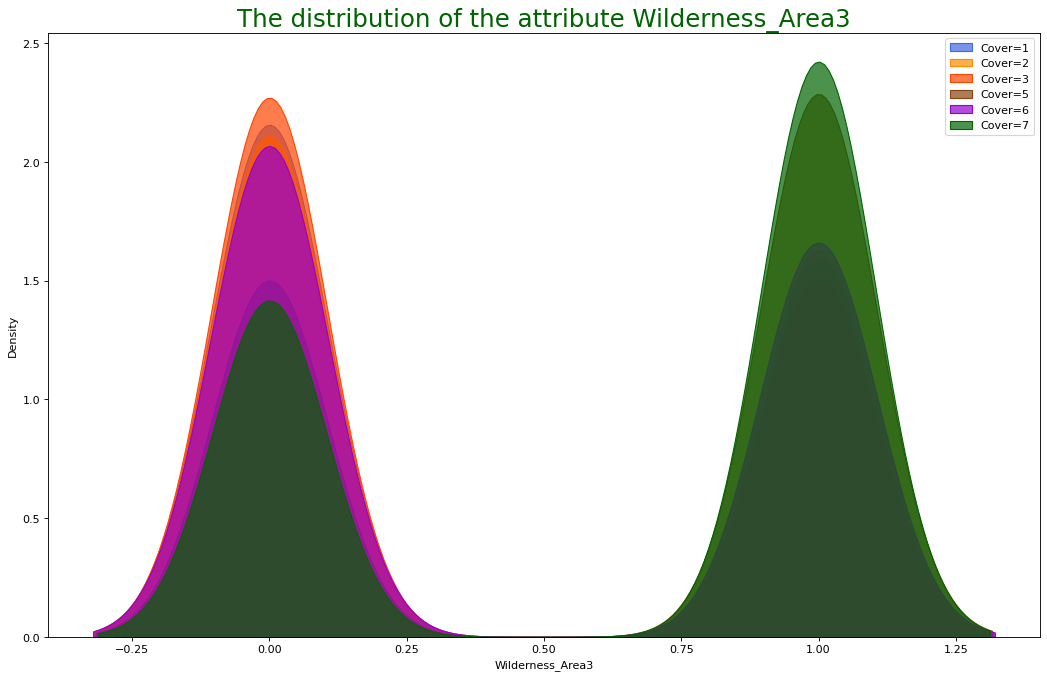 The distribution of the attribute Wilderness_Area3
2.5
2.0
1.5
1.0
0.5
0.0
Density
Cover=1
Cover=2
Cover=3
Cover=5
Cover=6
Cover=7
−0.25 0.00 0.25 0.50 0.75 1.00 1.25
Wilderness_Area3